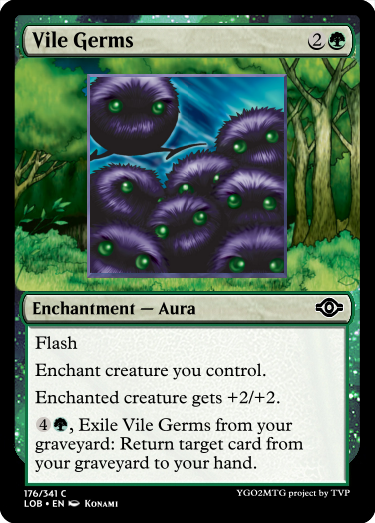 Vile Germs 2
Enchantment — Aura
Flash
Enchant creature you control.
Enchanted creature gets +2/+2.
4, Exile Vile Germs from your
graveyard: Return target card from
your graveyard to your hand.
176/341 C
LOB • EN Konami
YGO2MTG project by TVP